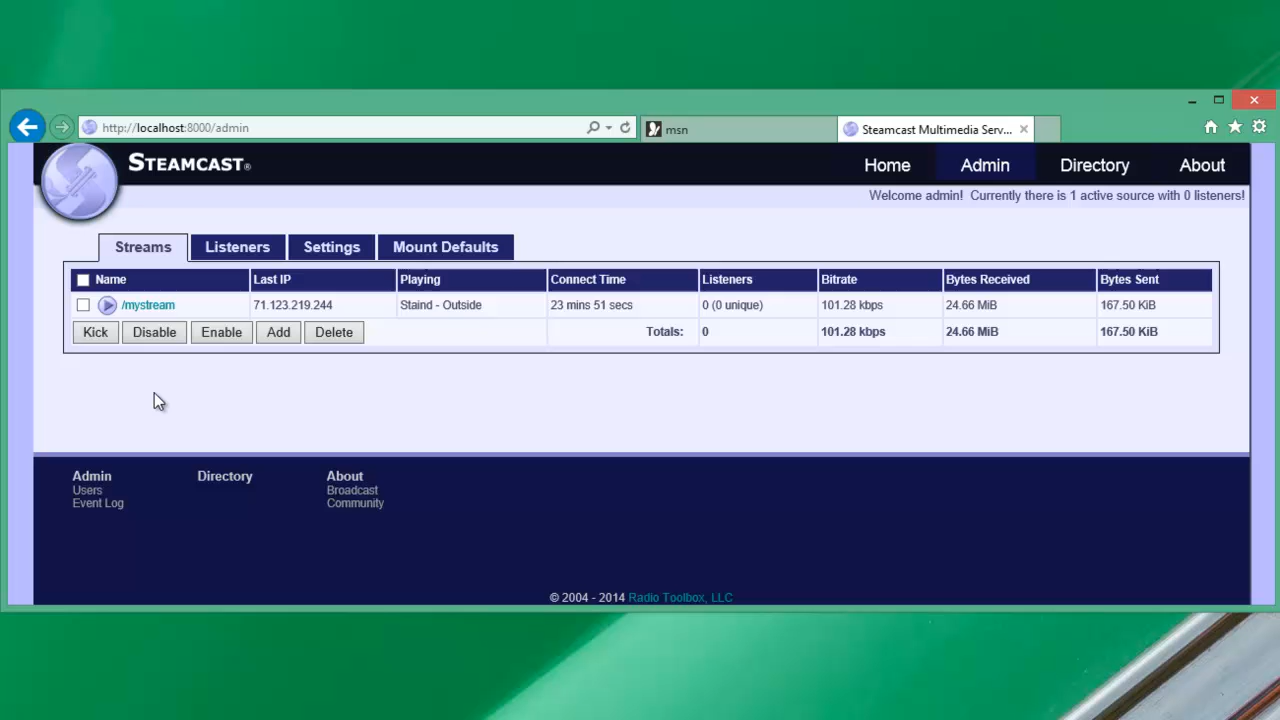 http://localhost:8000/admin
msn
Steamcast Multimedia Serv...
STEAMCAST®
Home Admin Directory About
Welcome admin! Currently there is 1 active source with 0 listeners!
Streams Listeners Settings Mount Defaults
Name Last IP Playing Connect Time Listeners Bitrate Bytes Received Bytes Sent
/mystream 71.123.219.244 Staind - Outside 23 mins 51 secs 0 (0 unique) 101.28 kbps 24.66 MiB 167.50 KiB
Kick Disable Enable Add Delete Totals: 0 101.28 kbps 24.66 MiB 167.50 KiB
Admin Directory About
Users Broadcast
Event Log Community
© 2004 - 2014 Radio Toolbox, LLC